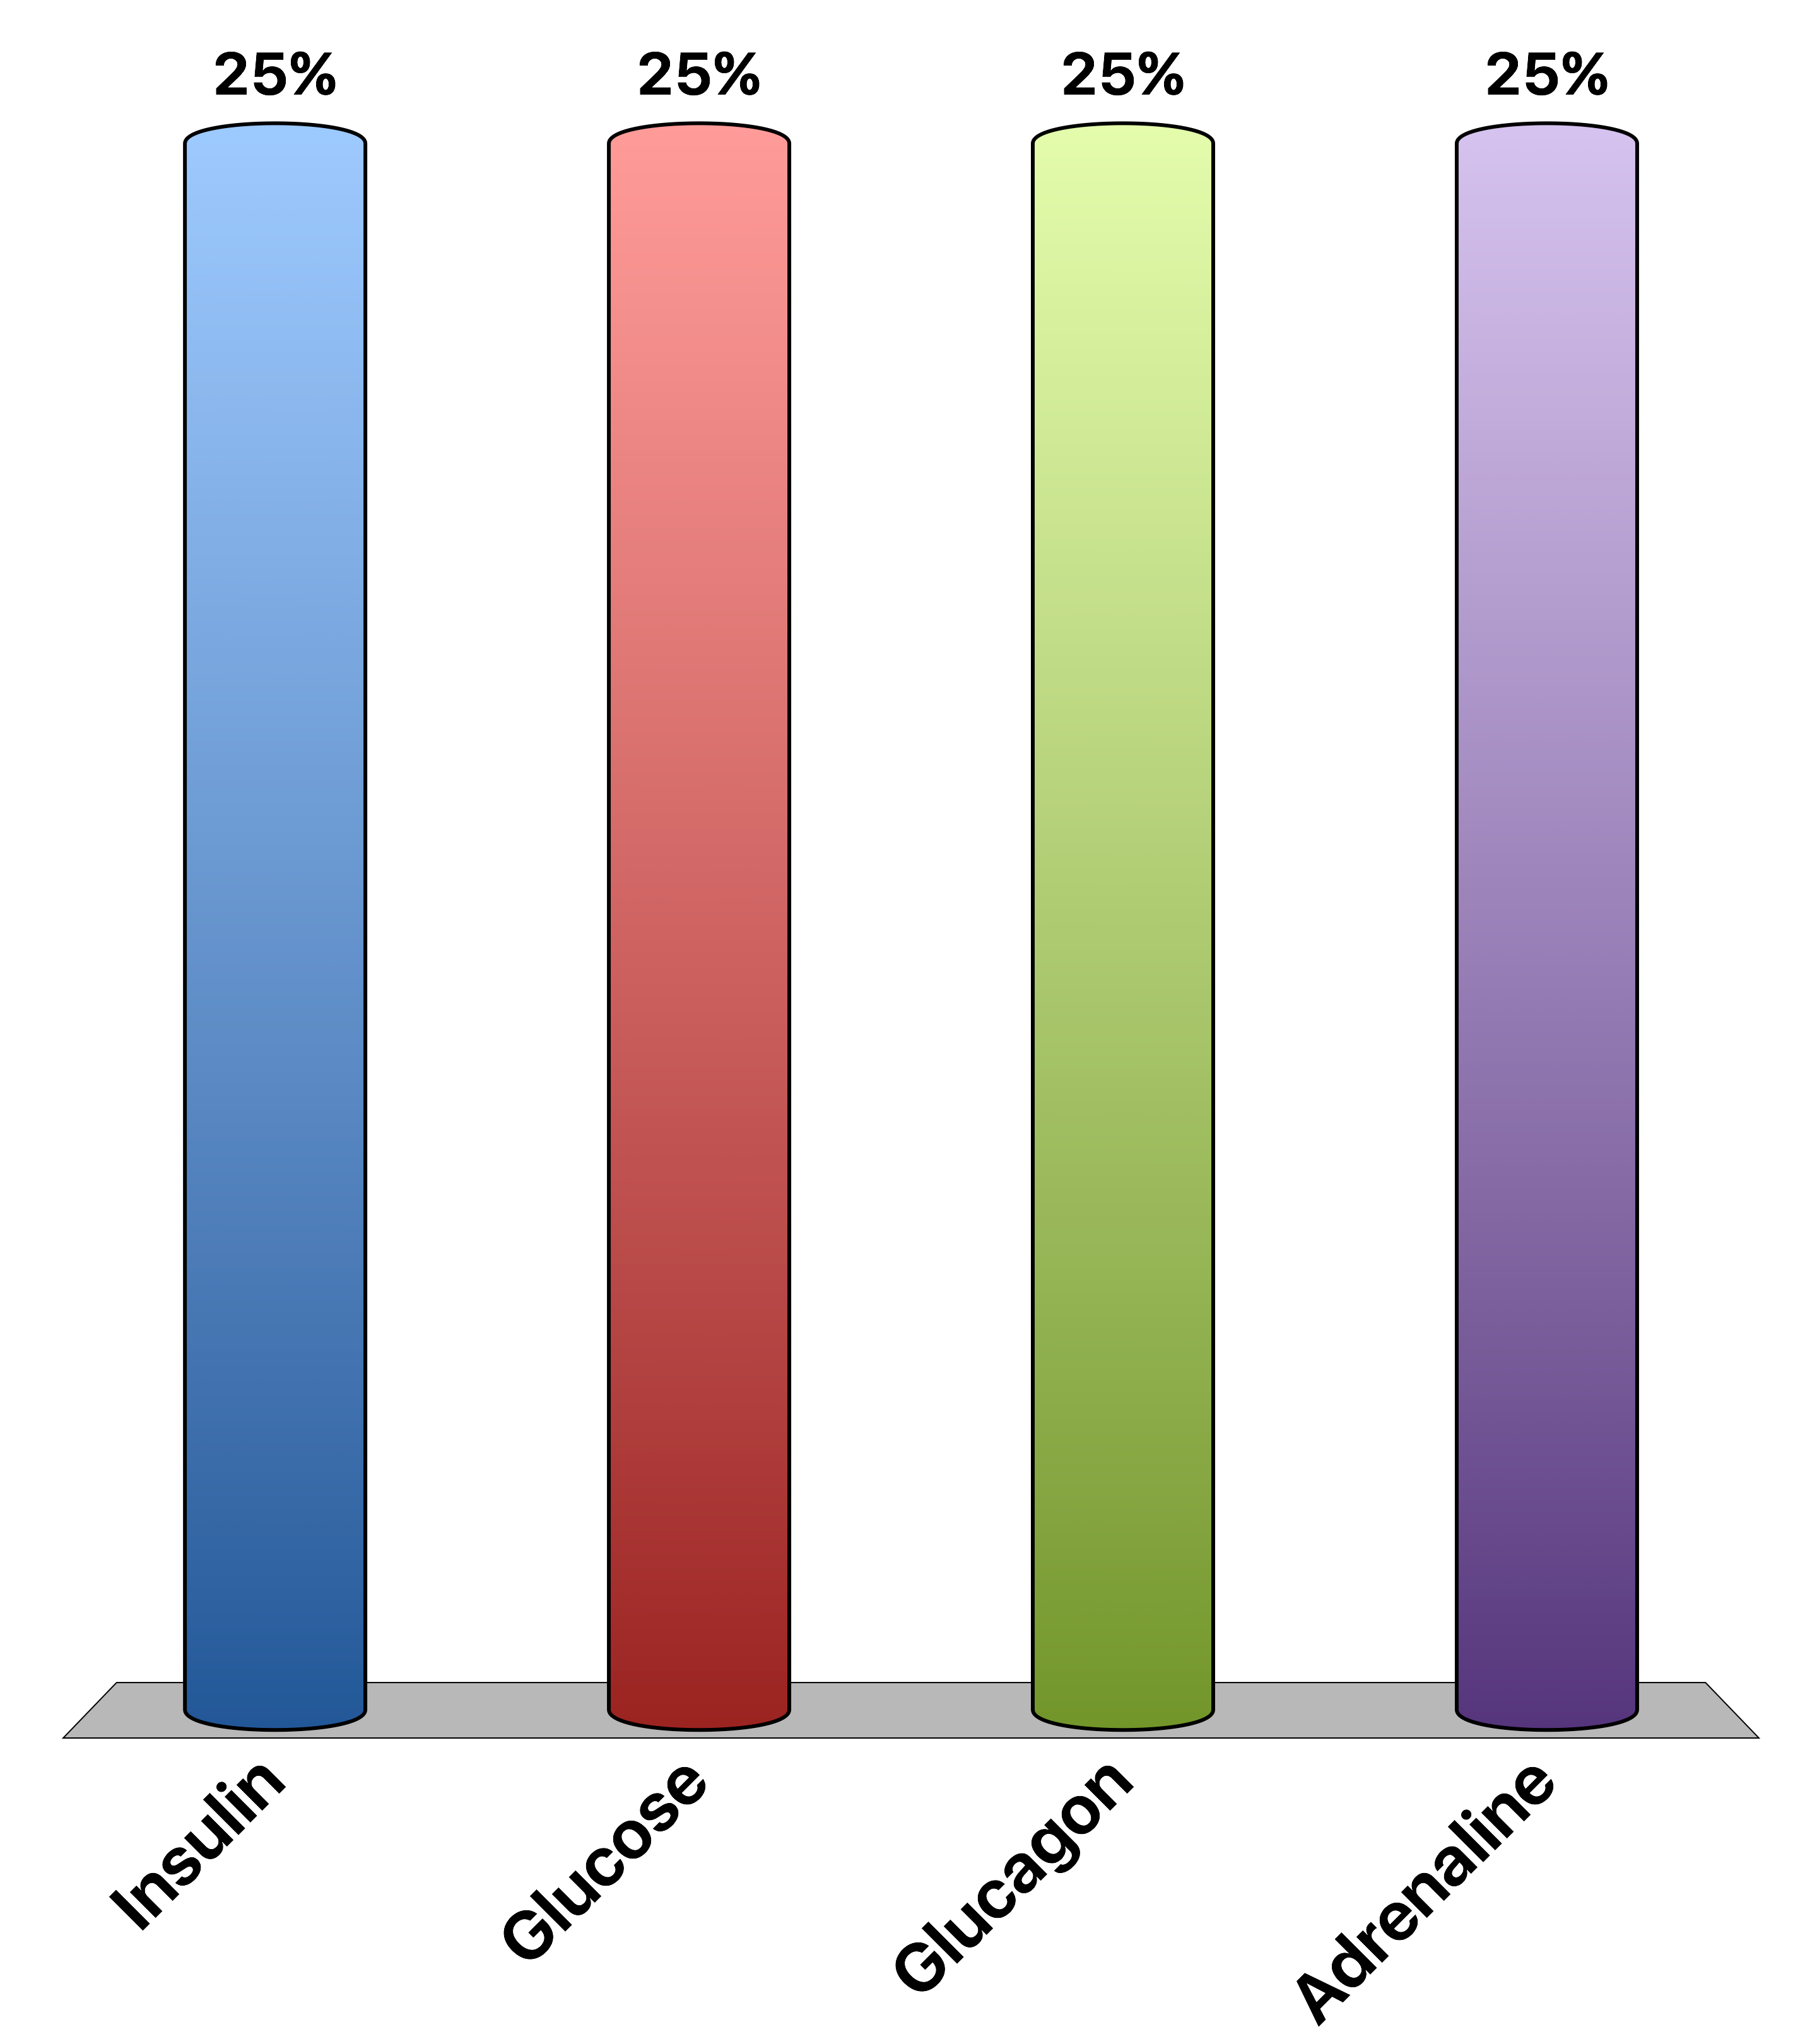 25% 25% 25% 25%
Insulin
Glucose
Glucagon
Adrenaline